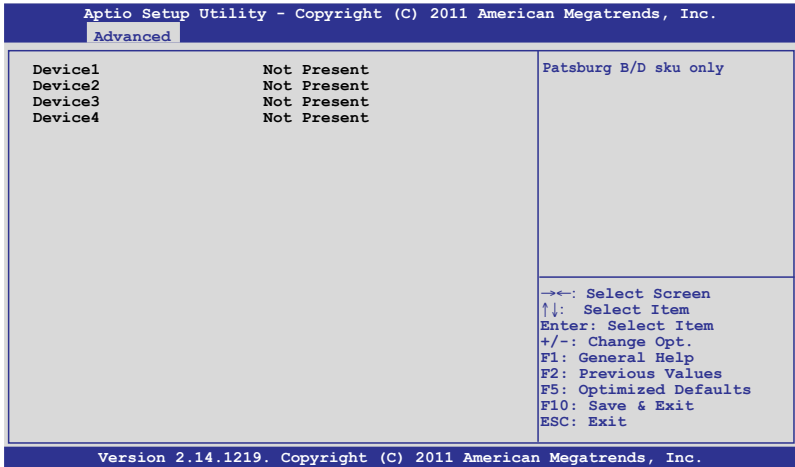 Aptio Setup Utility - Copyright (C) 2011 American Megatrends, Inc.
Advanced
Device1 Not Present
Device2 Not Present
Device3 Not Present
Device4 Not Present
Patsburg B/D sku only
→←: Select Screen
↑↓: Select Item
Enter: Select Item
+/-: Change Opt.
F1: General Help
F2: Previous Values
F5: Optimized Defaults
F10: Save & Exit
ESC: Exit
Version 2.14.1219. Copyright (C) 2011 American Megatrends, Inc.